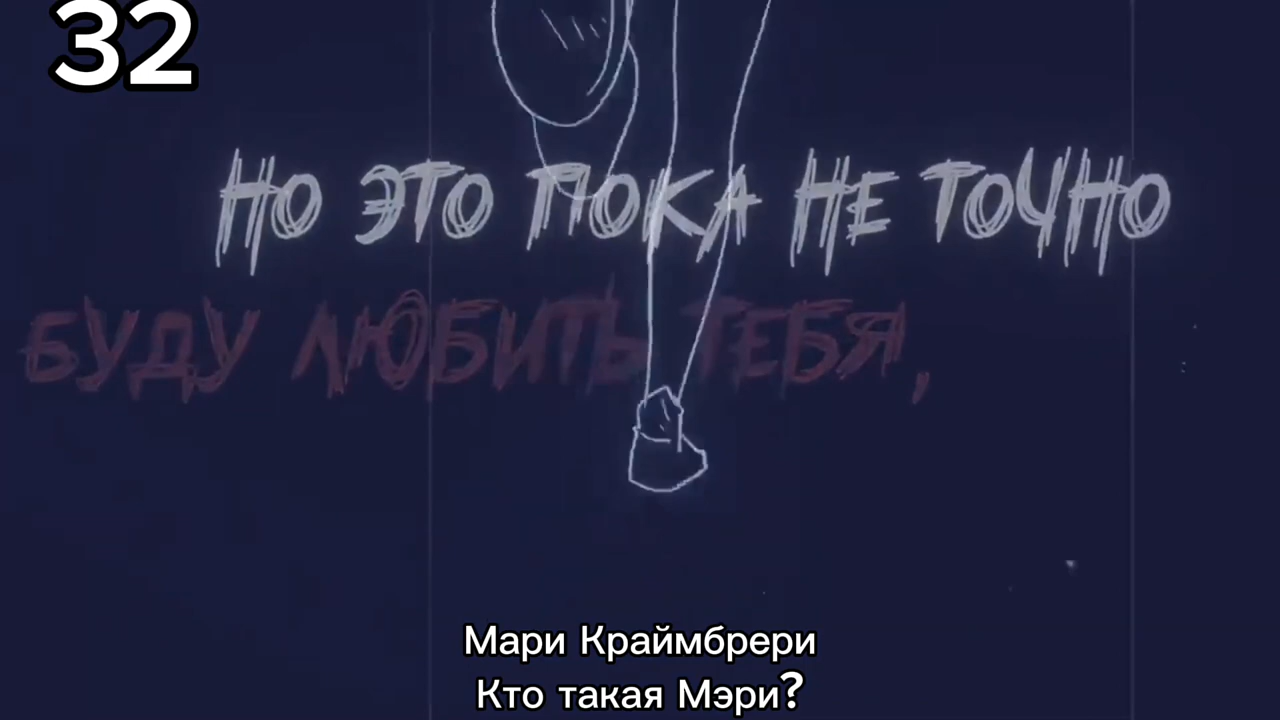 32
НО ЭТО ПОКА НЕ ТОЧНО
БУДУ ЛЮБИТЬ ТЕБЯ,
Мари Краймбрери
Кто такая Мэри?